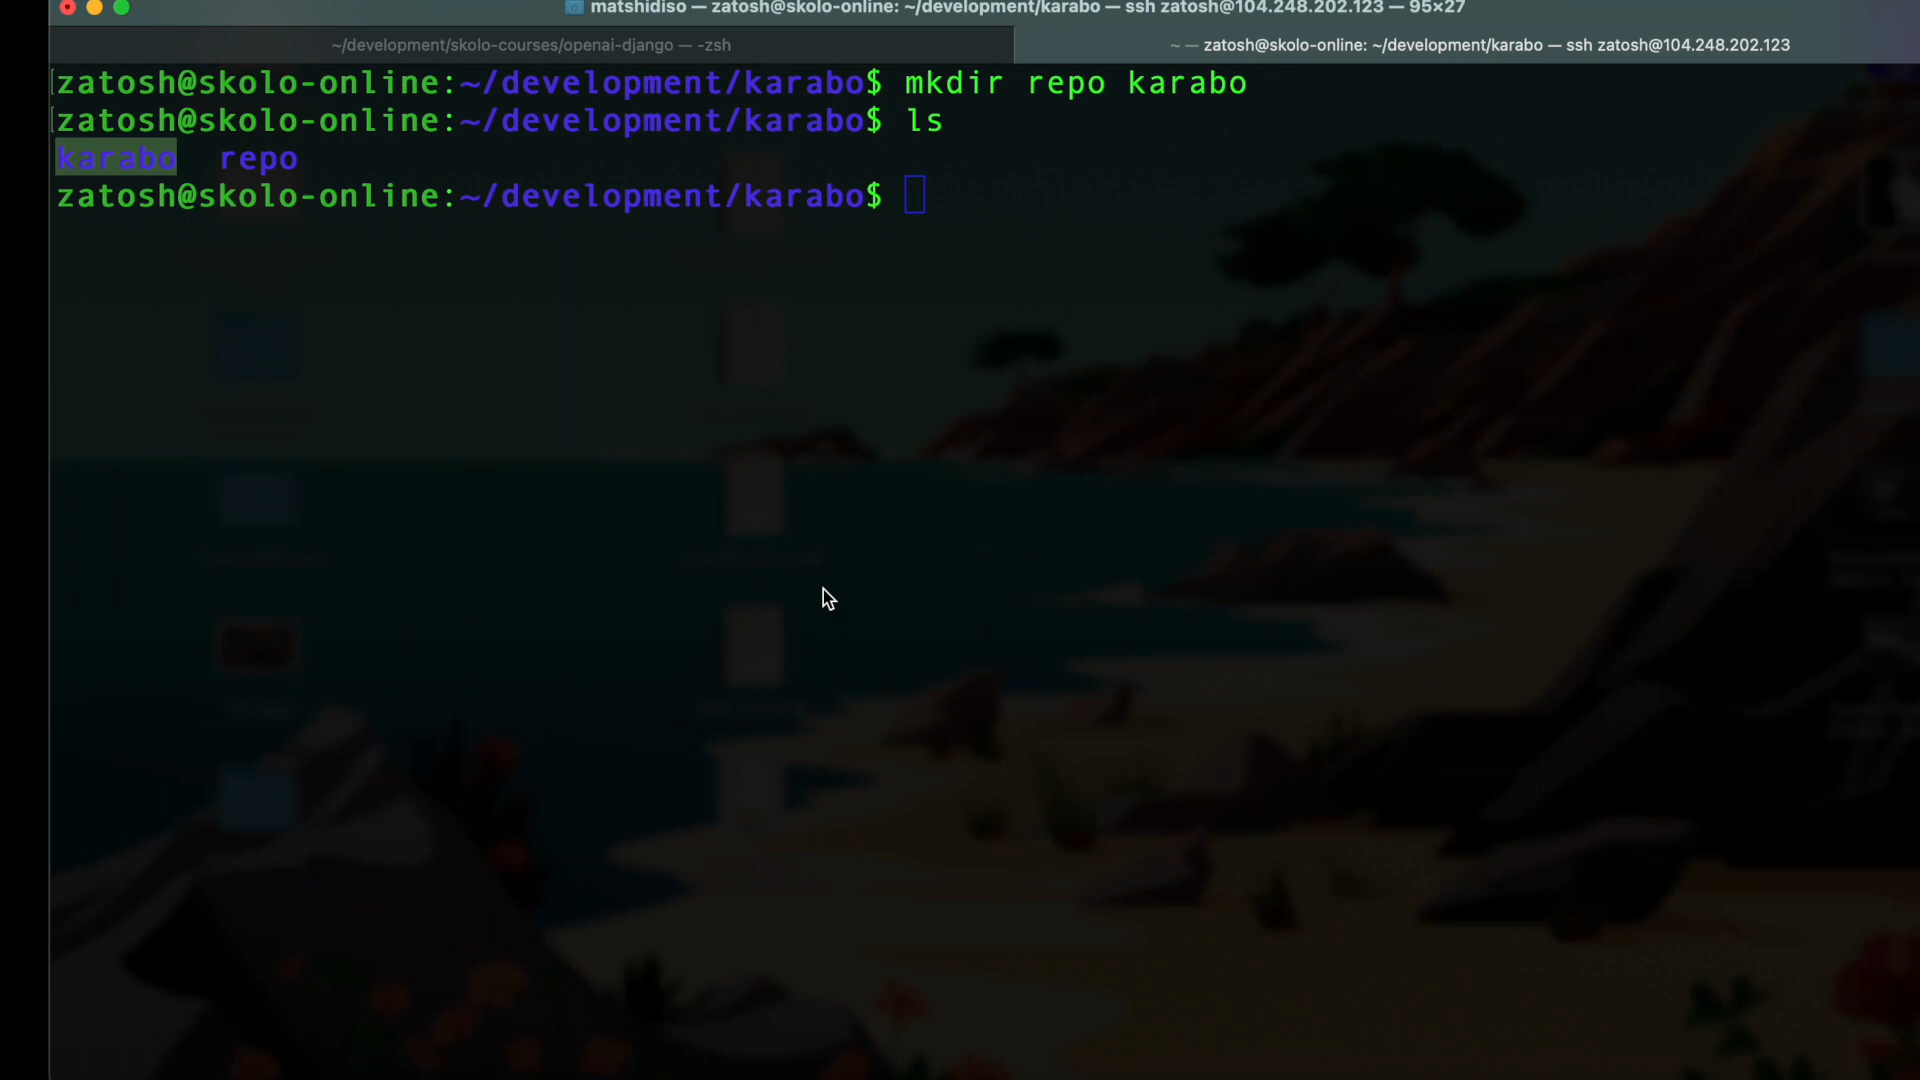 matshidiso — zatosh@skolo-online: ~/development/karabo — ssh zatosh@104.248.202.123 — 95×27
~/development/skolo-courses/openai-django — -zsh
~ — zatosh@skolo-online: ~/development/karabo — ssh zatosh@104.248.202.123
[zatosh@skolo-online:~/development/karabo$ mkdir repo karabo
[zatosh@skolo-online:~/development/karabo$ ls
karabo  repo
zatosh@skolo-online:~/development/karabo$